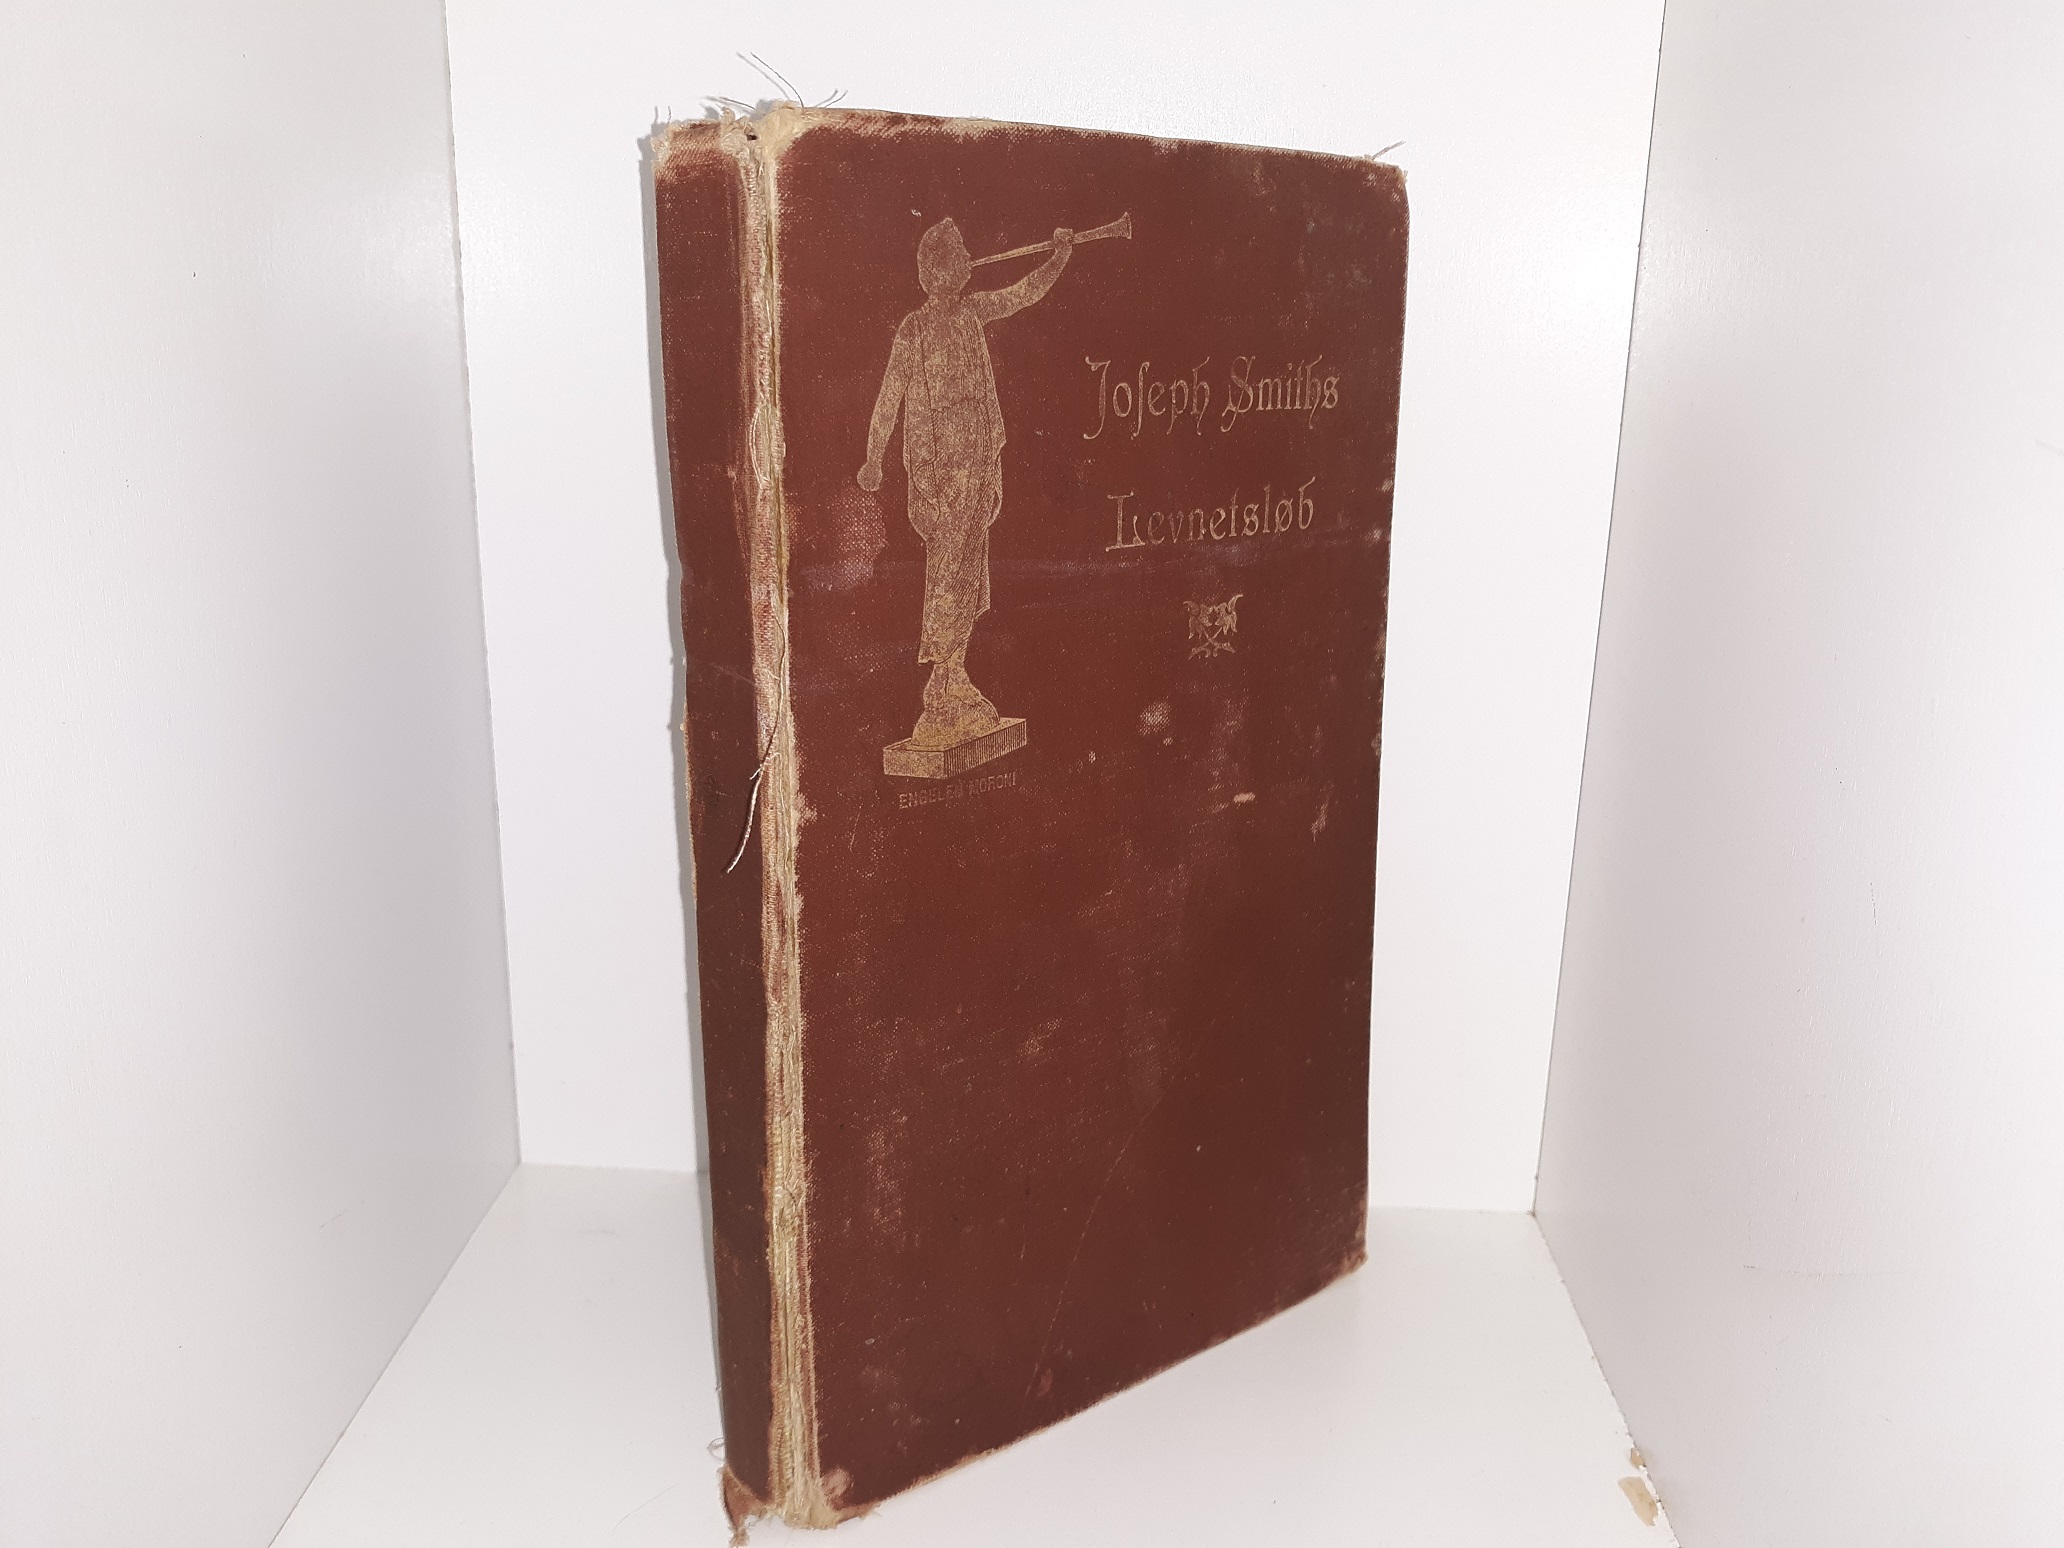 Joseph Smiths
Levnetsløb
ENGELEN MORONI